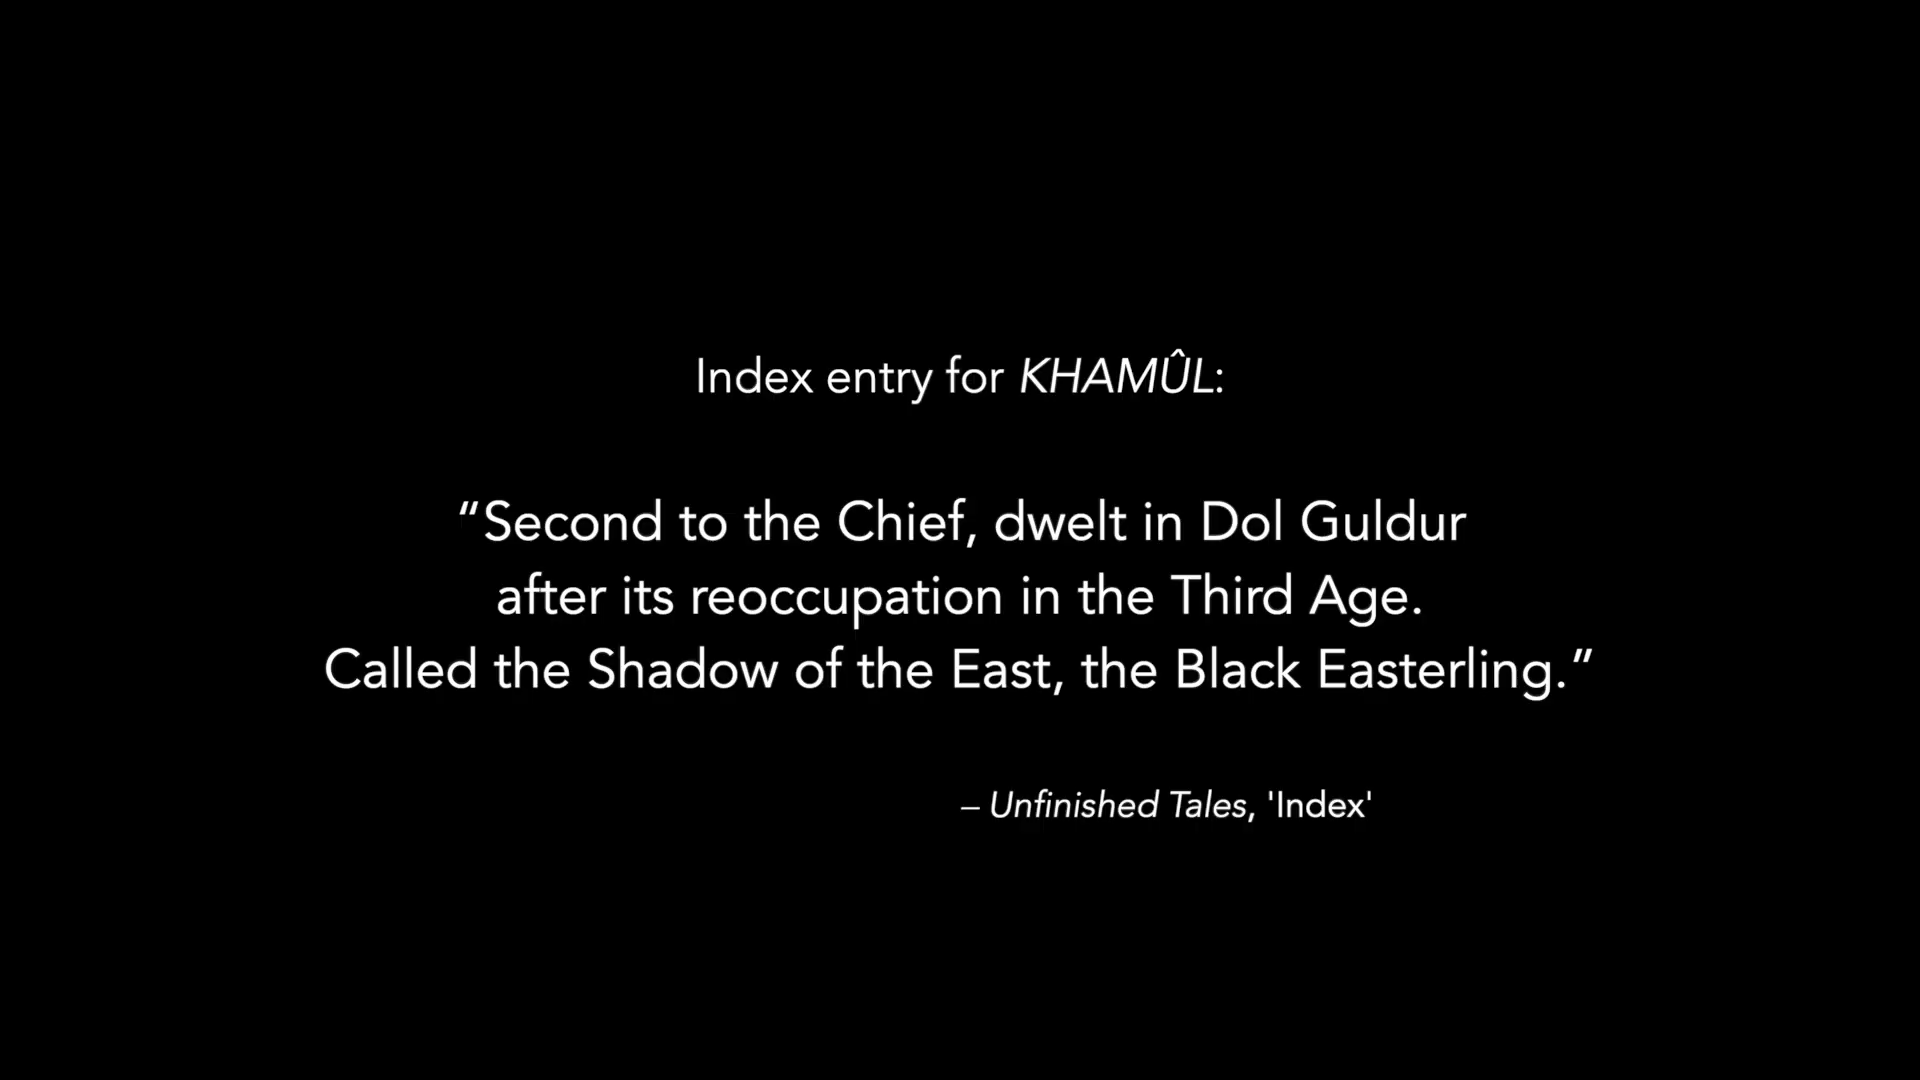 Index entry for KHAMÛL:
“Second to the Chief, dwelt in Dol Guldur
after its reoccupation in the Third Age.
Called the Shadow of the East, the Black Easterling.”
– Unfinished Tales, 'Index'